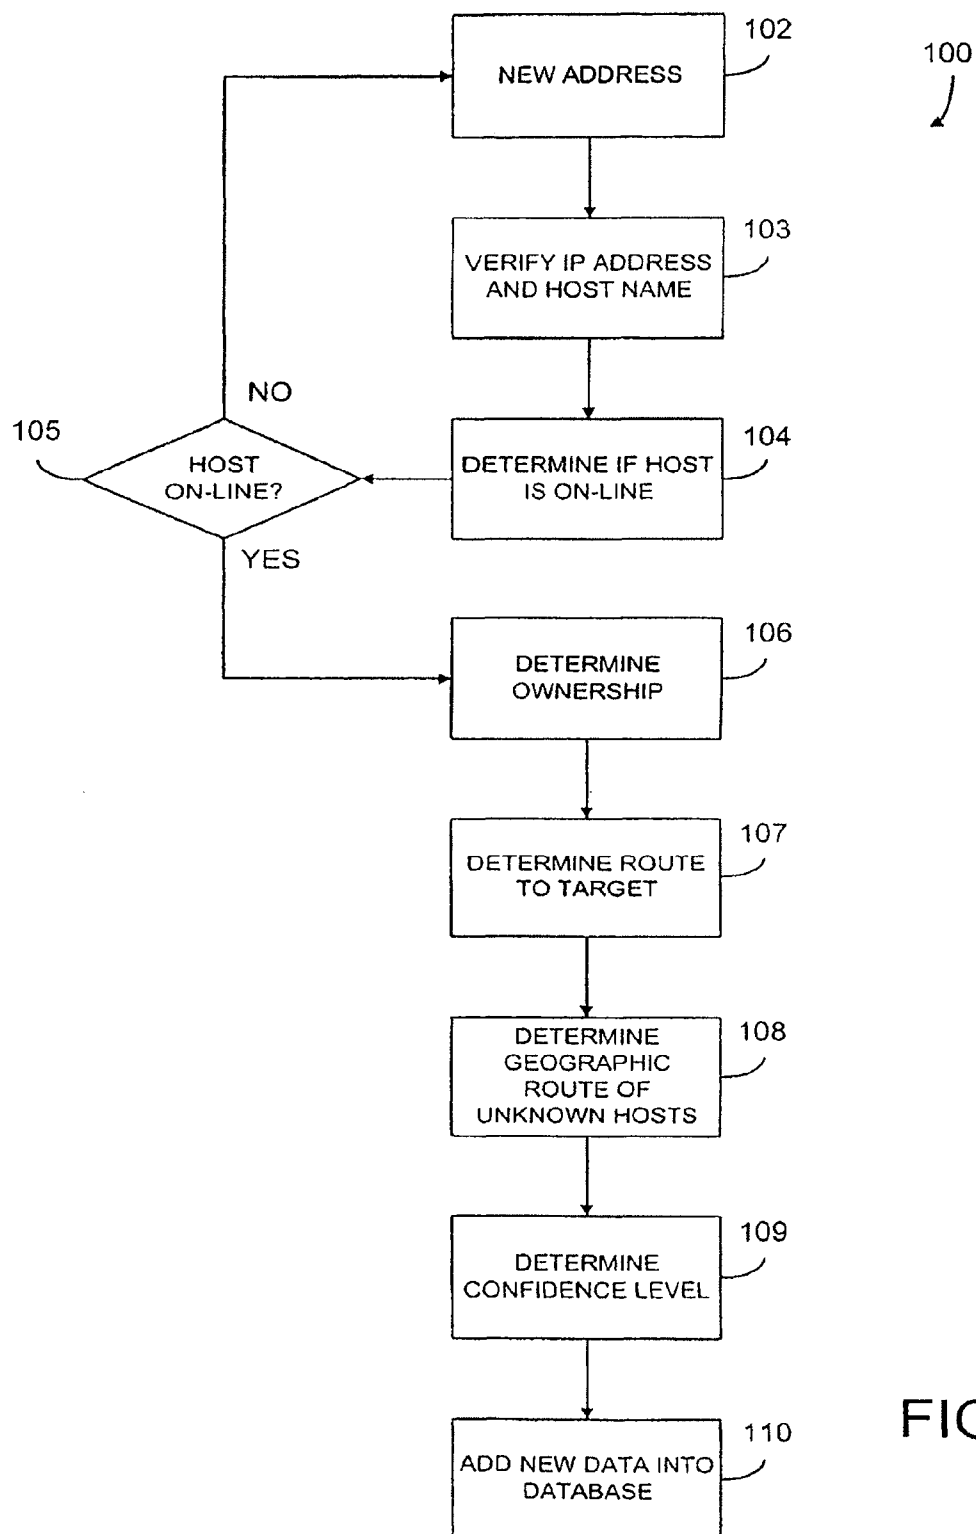 102
NEW ADDRESS
100
103
VERIFY IP ADDRESS
AND HOST NAME
NO
105
HOST
ON-LINE?
104
DETERMINE IF HOST
IS ON-LINE
YES
106
DETERMINE
OWNERSHIP
107
DETERMINE ROUTE
TO TARGET
108
DETERMINE
GEOGRAPHIC
ROUTE OF
UNKNOWN HOSTS
109
DETERMINE
CONFIDENCE LEVEL
110
ADD NEW DATA INTO
DATABASE